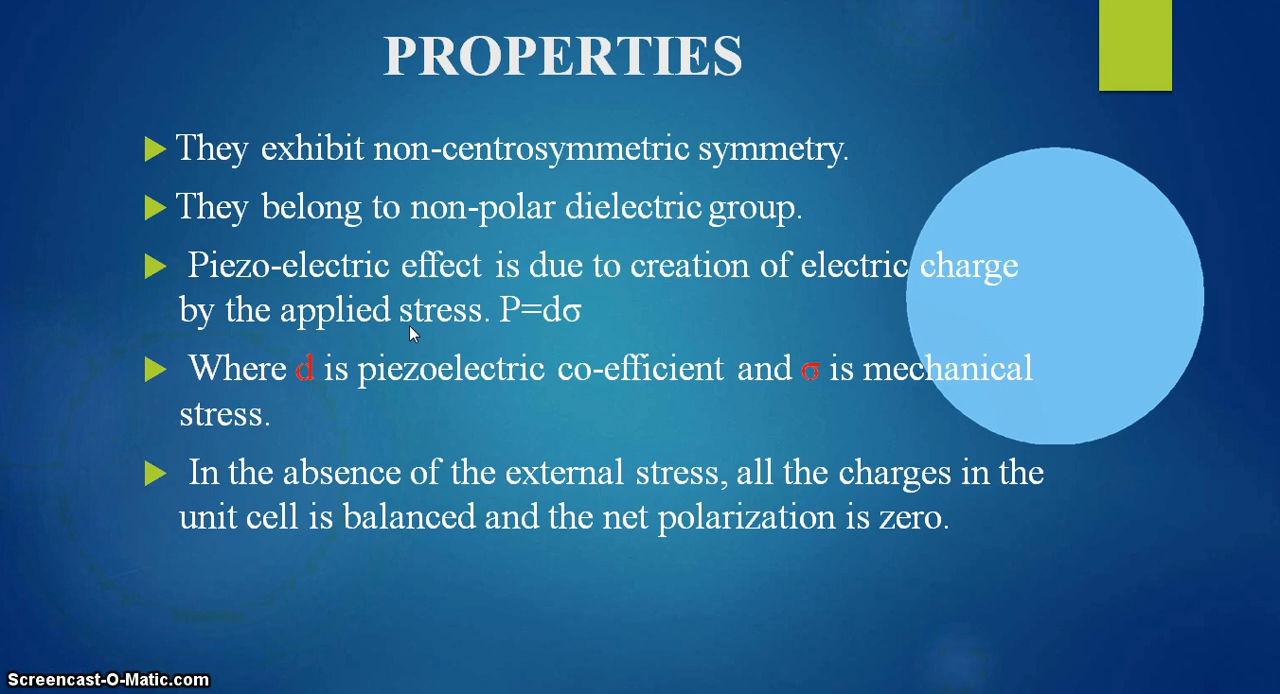 PROPERTIES
They exhibit non-centrosymmetric symmetry.
They belong to non-polar dielectric group.
Piezo-electric effect is due to creation of electric charge
by the applied stress. P=dσ
Where d is piezoelectric co-efficient and σ is mechanical
stress.
In the absence of the external stress, all the charges in the
unit cell is balanced and the net polarization is zero.
Screencast-O-Matic.com